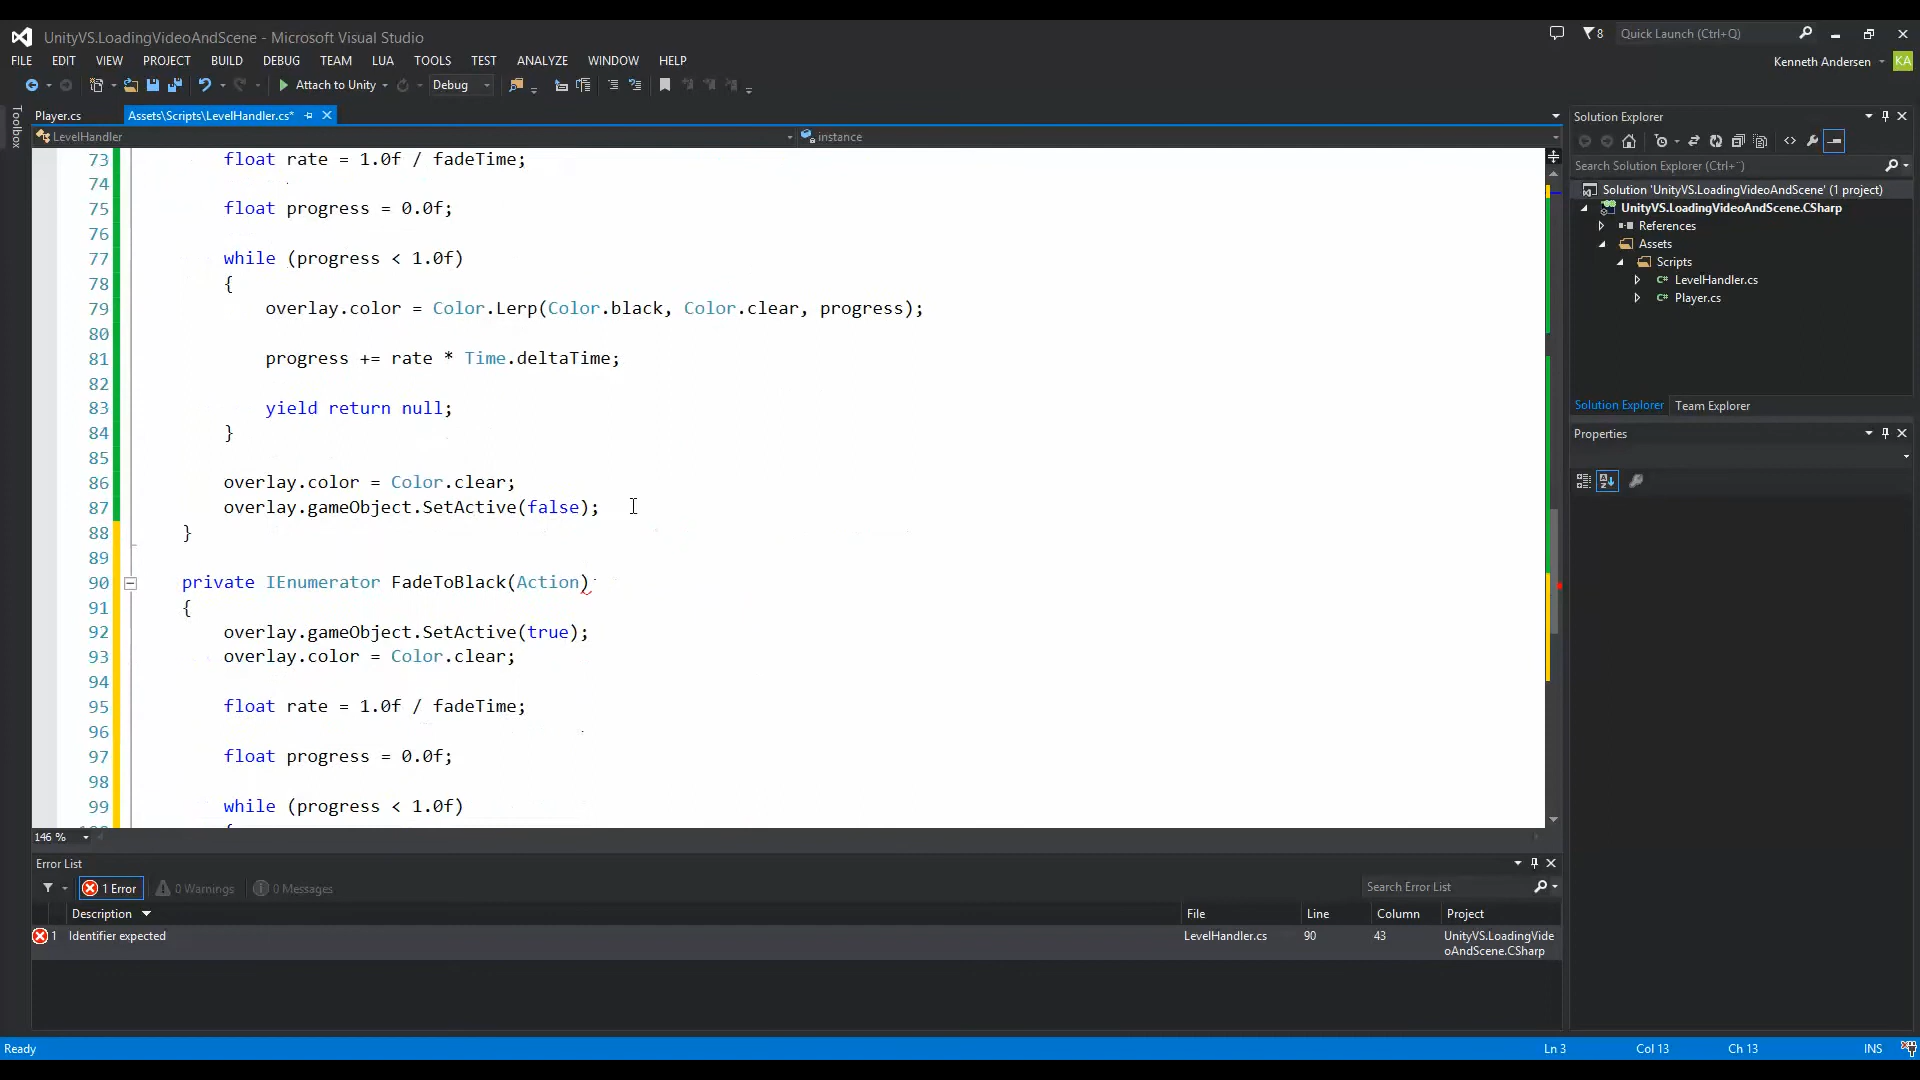 UnityVS.LoadingVideoAndScene - Microsoft Visual Studio
8
Quick Launch (Ctrl+Q)
FILE EDIT VIEW PROJECT BUILD DEBUG TEAM LUA TOOLS TEST ANALYZE WINDOW HELP
Kenneth Andersen KA
Attach to Unity Debug
Toolbox
Player.cs Assets\Scripts\LevelHandler.cs*
LevelHandler instance
73 float rate = 1.0f / fadeTime;
74
75 float progress = 0.0f;
76
77 while (progress < 1.0f)
78 {
79 overlay.color = Color.Lerp(Color.black, Color.clear, progress);
80
81 progress += rate * Time.deltaTime;
82
83 yield return null;
84 }
85
86 overlay.color = Color.clear;
87 overlay.gameObject.SetActive(false);
88 }
89
90 private IEnumerator FadeToBlack(Action)
91 {
92 overlay.gameObject.SetActive(true);
93 overlay.color = Color.clear;
94
95 float rate = 1.0f / fadeTime;
96
97 float progress = 0.0f;
98
99 while (progress < 1.0f)
146 %
Solution Explorer
Search Solution Explorer (Ctrl+¨)
Solution 'UnityVS.LoadingVideoAndScene' (1 project)
UnityVS.LoadingVideoAndScene.CSharp
References
Assets
Scripts
C# LevelHandler.cs
C# Player.cs
Solution Explorer Team Explorer
Properties
Error List
1 Error 0 Warnings 0 Messages
Search Error List
Description File Line Column Project
1 Identifier expected LevelHandler.cs 90 43 UnityVS.LoadingVide
oAndScene.CSharp
Ready Ln 3 Col 13 Ch 13 INS